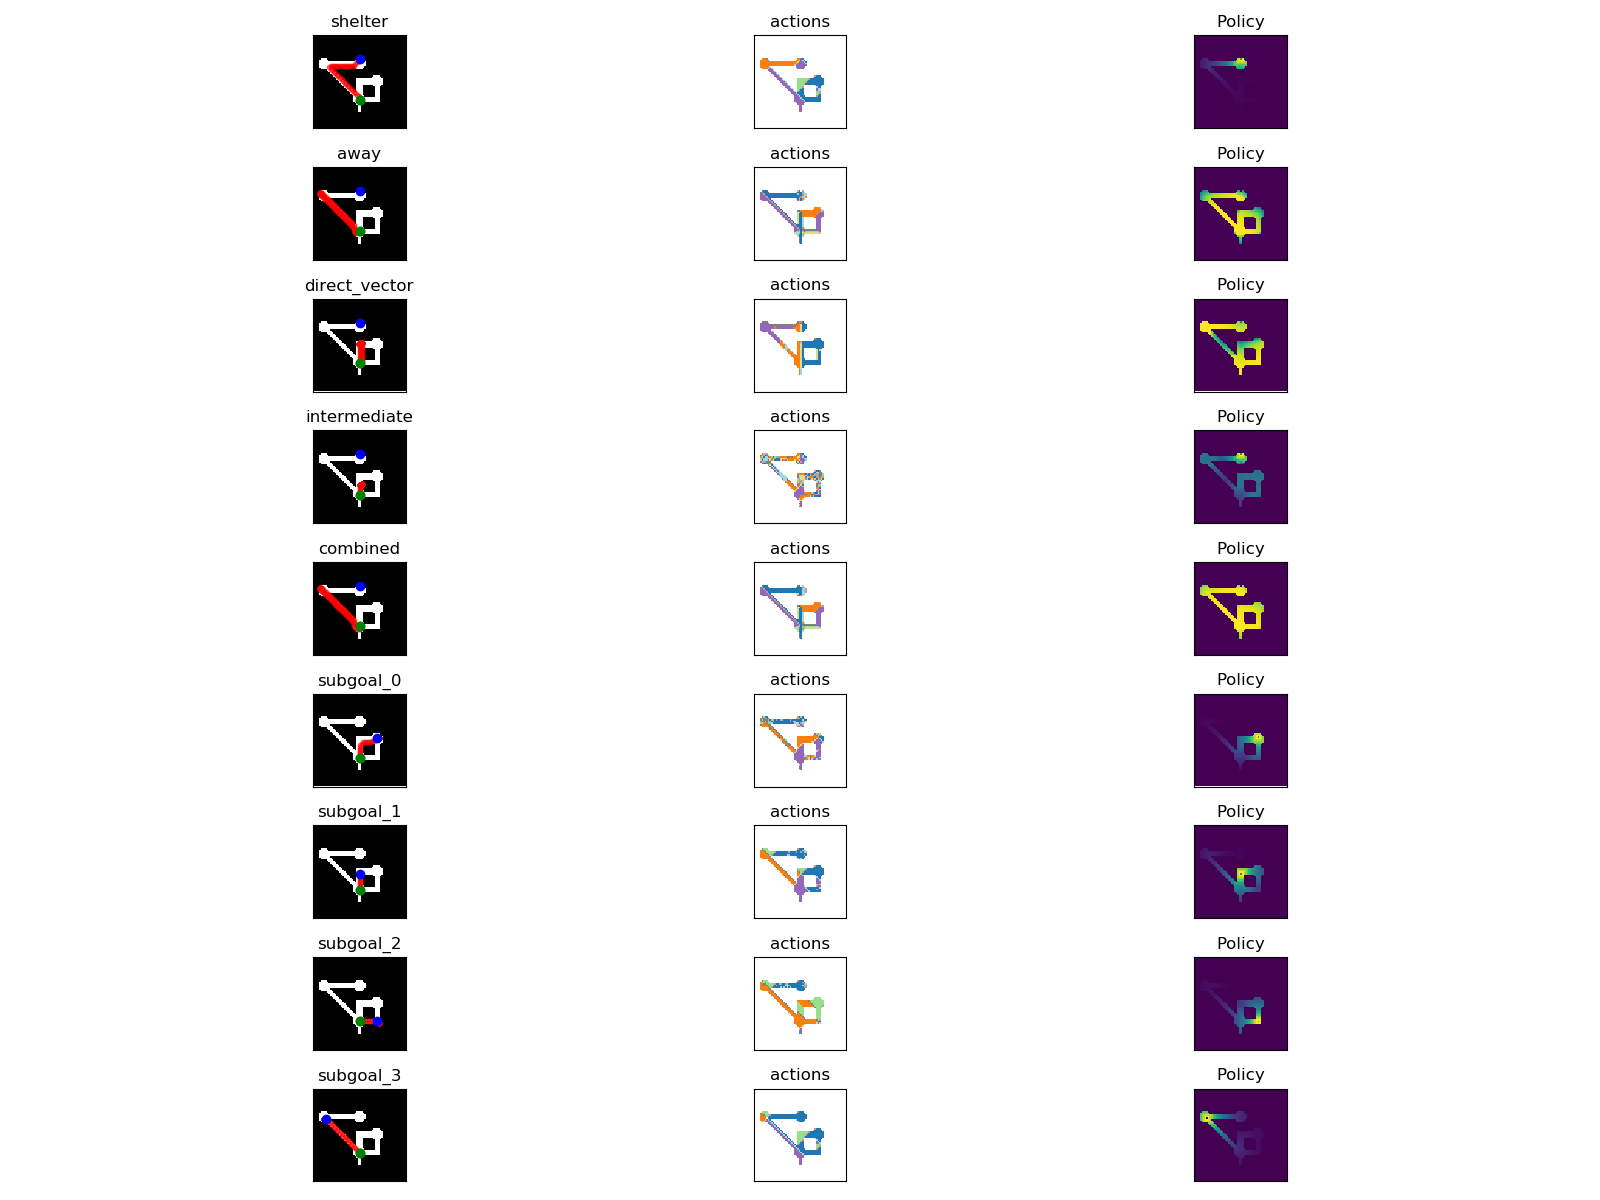 shelter actions Policy
away actions Policy
direct_vector actions Policy
intermediate actions Policy
combined actions Policy
subgoal_0 actions Policy
subgoal_1 actions Policy
subgoal_2 actions Policy
subgoal_3 actions Policy